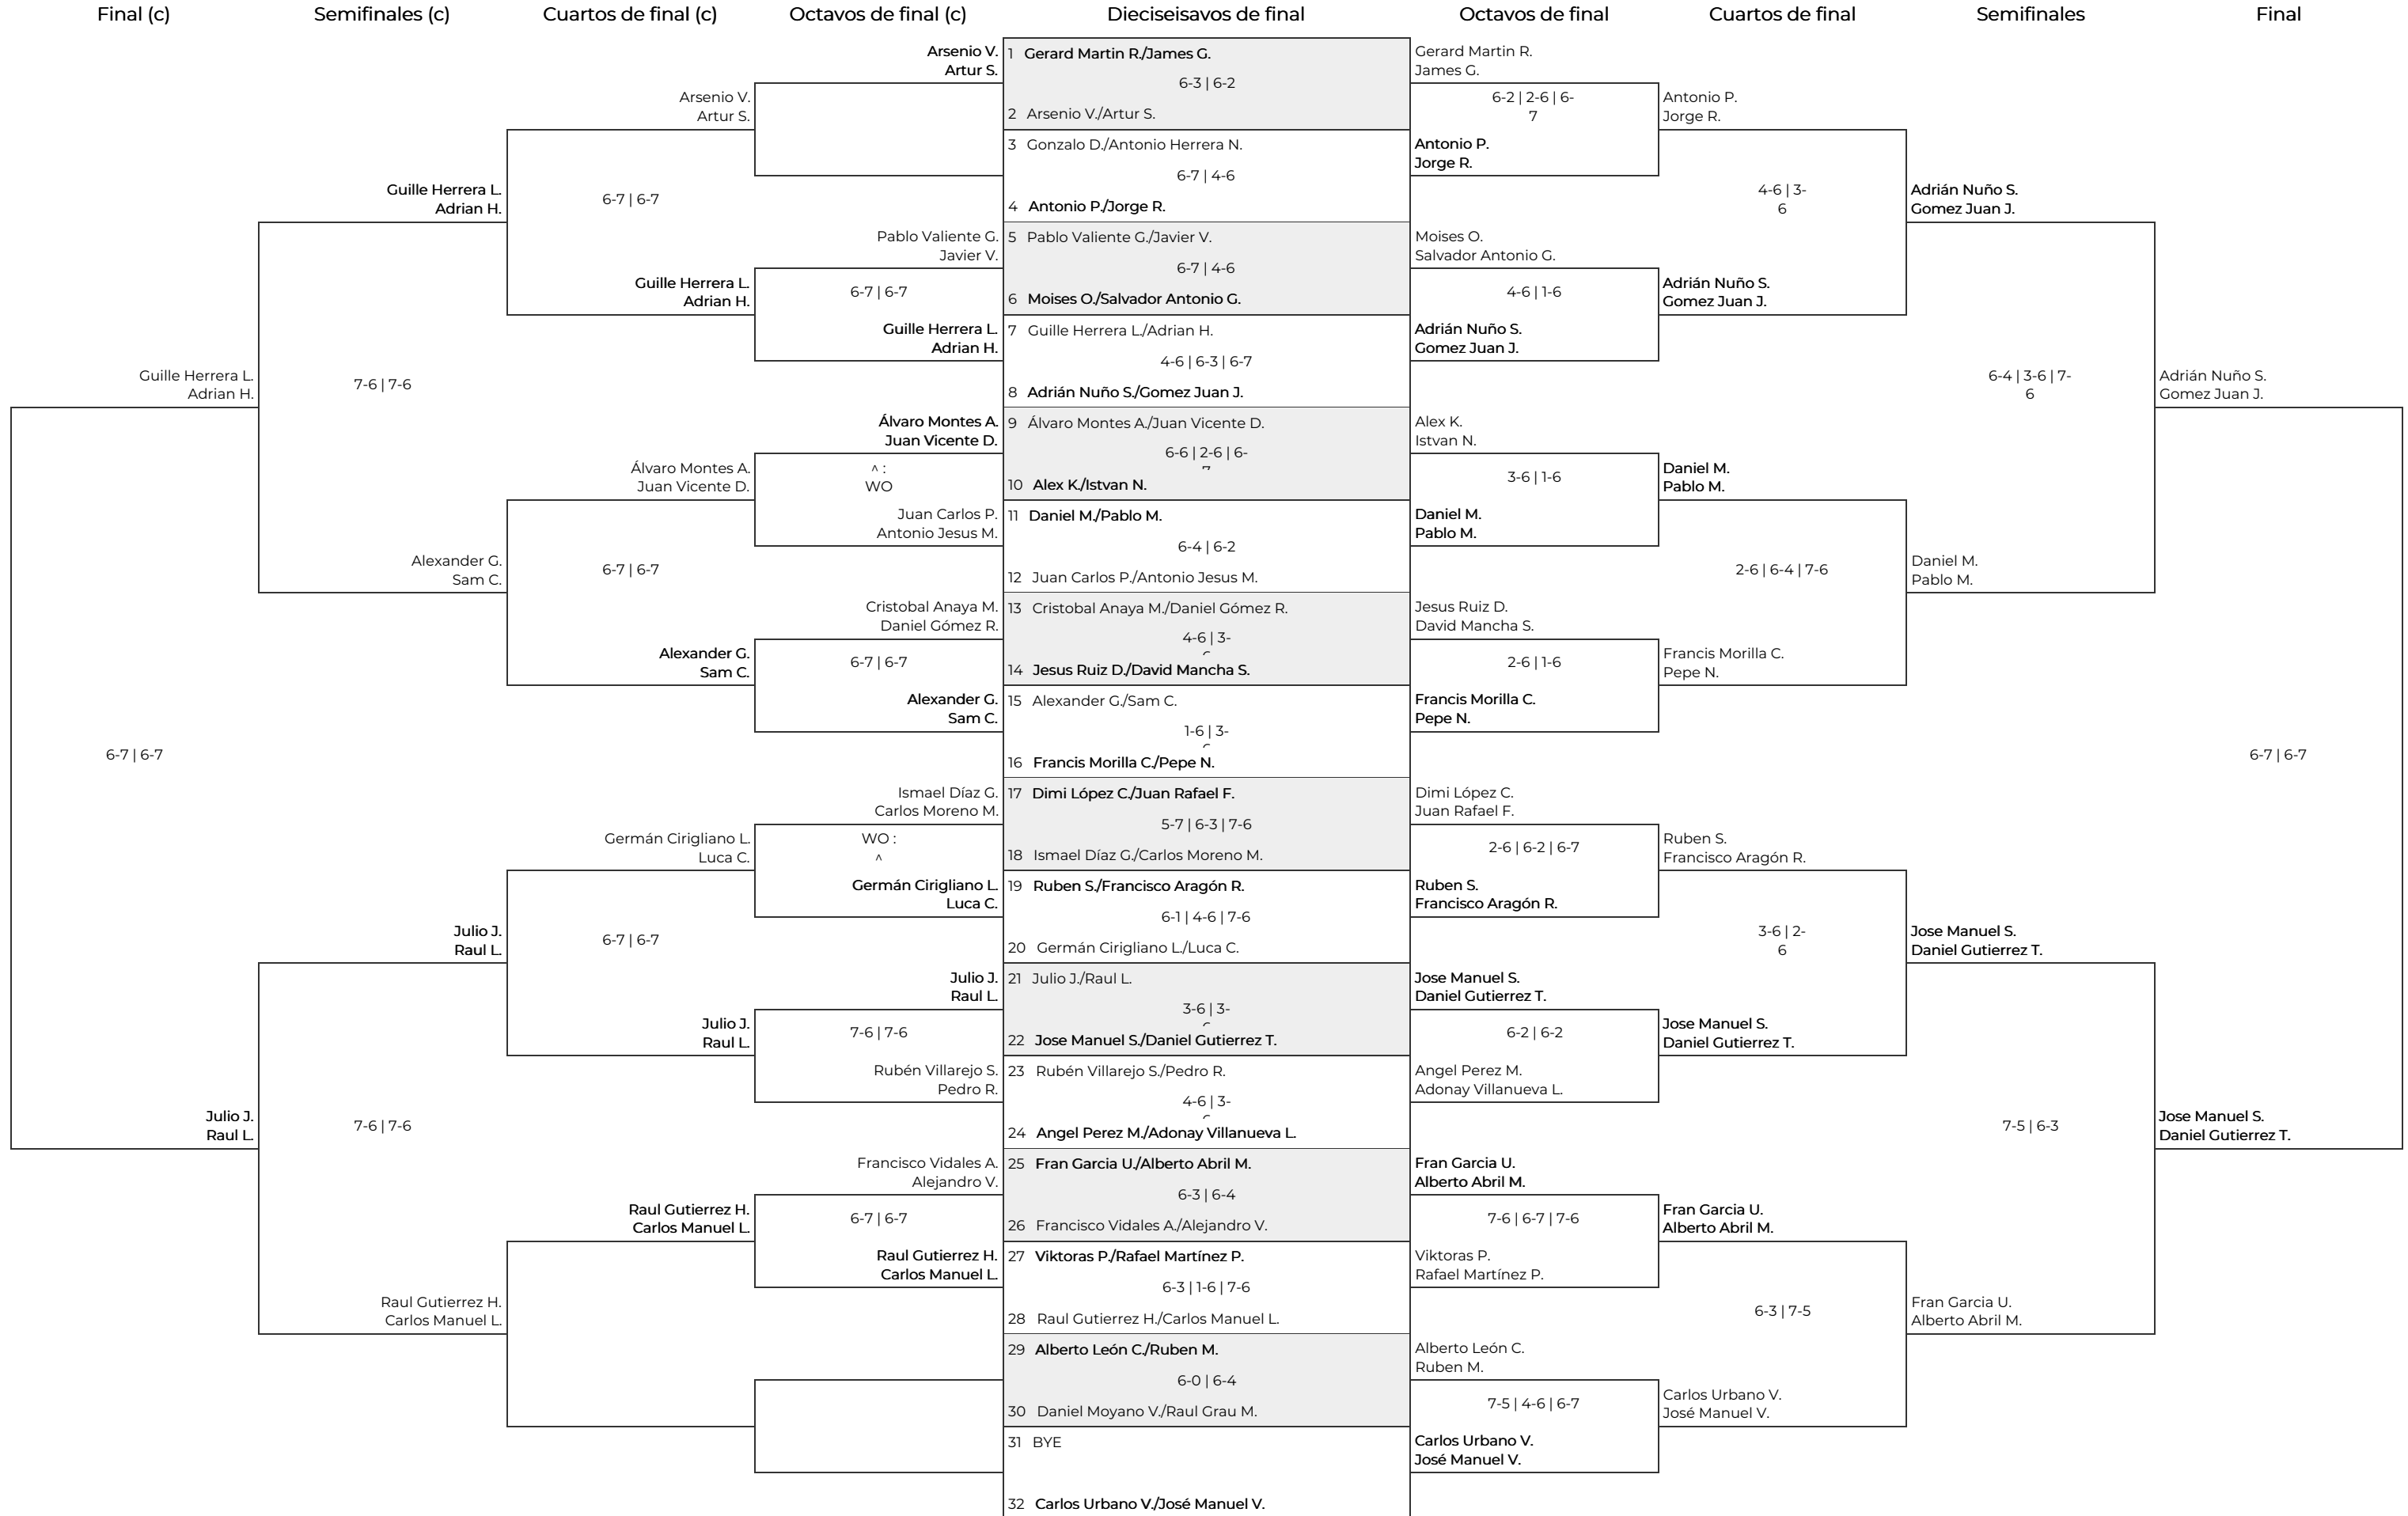 Final (c)
Semifinales (c)
Cuartos de final (c)
Octavos de final (c)
Dieciseisavos de final
Octavos de final
Cuartos de final
Semifinales
Final
Guille Herrera L.
Adrian H.
6-7 | 6-7
Julio J.
Raul L.
Guille Herrera L.
Adrian H.
7-6 | 7-6
Alexander G.
Sam C.
Julio J.
Raul L.
7-6 | 7-6
Raul Gutierrez H.
Carlos Manuel L.
Arsenio V.
Artur S.
6-7 | 6-7
Guille Herrera L.
Adrian H.
Álvaro Montes A.
Juan Vicente D.
6-7 | 6-7
Alexander G.
Sam C.
Germán Cirigliano L.
Luca C.
6-7 | 6-7
Julio J.
Raul L.
Raul Gutierrez H.
Carlos Manuel L.
Arsenio V.
Artur S.
Pablo Valiente G.
Javier V.
6-7 | 6-7
Guille Herrera L.
Adrian H.
Álvaro Montes A.
Juan Vicente D.
^ :
WO
Juan Carlos P.
Antonio Jesus M.
Cristobal Anaya M.
Daniel Gómez R.
6-7 | 6-7
Alexander G.
Sam C.
Ismael Díaz G.
Carlos Moreno M.
WO :
^
Germán Cirigliano L.
Luca C.
Julio J.
Raul L.
7-6 | 7-6
Rubén Villarejo S.
Pedro R.
Francisco Vidales A.
Alejandro V.
6-7 | 6-7
Raul Gutierrez H.
Carlos Manuel L.
1 Gerard Martin R./James G.
6-3 | 6-2
2 Arsenio V./Artur S.
3 Gonzalo D./Antonio Herrera N.
6-7 | 4-6
4 Antonio P./Jorge R.
5 Pablo Valiente G./Javier V.
6-7 | 4-6
6 Moises O./Salvador Antonio G.
7 Guille Herrera L./Adrian H.
4-6 | 6-3 | 6-7
8 Adrián Nuño S./Gomez Juan J.
9 Álvaro Montes A./Juan Vicente D.
6-6 | 2-6 | 6-
10 Alex K./Istvan N.
11 Daniel M./Pablo M.
6-4 | 6-2
12 Juan Carlos P./Antonio Jesus M.
13 Cristobal Anaya M./Daniel Gómez R.
4-6 | 3-
14 Jesus Ruiz D./David Mancha S.
15 Alexander G./Sam C.
1-6 | 3-
16 Francis Morilla C./Pepe N.
17 Dimi López C./Juan Rafael F.
5-7 | 6-3 | 7-6
18 Ismael Díaz G./Carlos Moreno M.
19 Ruben S./Francisco Aragón R.
6-1 | 4-6 | 7-6
20 Germán Cirigliano L./Luca C.
21 Julio J./Raul L.
3-6 | 3-
22 Jose Manuel S./Daniel Gutierrez T.
23 Rubén Villarejo S./Pedro R.
4-6 | 3-
24 Angel Perez M./Adonay Villanueva L.
25 Fran Garcia U./Alberto Abril M.
6-3 | 6-4
26 Francisco Vidales A./Alejandro V.
27 Viktoras P./Rafael Martínez P.
6-3 | 1-6 | 7-6
28 Raul Gutierrez H./Carlos Manuel L.
29 Alberto León C./Ruben M.
6-0 | 6-4
30 Daniel Moyano V./Raul Grau M.
31 BYE
32 Carlos Urbano V./José Manuel V.
Gerard Martin R.
James G.
6-2 | 2-6 | 6-
7
Antonio P.
Jorge R.
Moises O.
Salvador Antonio G.
4-6 | 1-6
Adrián Nuño S.
Gomez Juan J.
Alex K.
Istvan N.
3-6 | 1-6
Daniel M.
Pablo M.
Jesus Ruiz D.
David Mancha S.
2-6 | 1-6
Francis Morilla C.
Pepe N.
Dimi López C.
Juan Rafael F.
2-6 | 6-2 | 6-7
Ruben S.
Francisco Aragón R.
Jose Manuel S.
Daniel Gutierrez T.
6-2 | 6-2
Angel Perez M.
Adonay Villanueva L.
Fran Garcia U.
Alberto Abril M.
7-6 | 6-7 | 7-6
Viktoras P.
Rafael Martínez P.
Alberto León C.
Ruben M.
7-5 | 4-6 | 6-7
Carlos Urbano V.
José Manuel V.
Antonio P.
Jorge R.
4-6 | 3-
6
Adrián Nuño S.
Gomez Juan J.
Daniel M.
Pablo M.
2-6 | 6-4 | 7-6
Francis Morilla C.
Pepe N.
Ruben S.
Francisco Aragón R.
3-6 | 2-
6
Jose Manuel S.
Daniel Gutierrez T.
Fran Garcia U.
Alberto Abril M.
6-3 | 7-5
Carlos Urbano V.
José Manuel V.
Adrián Nuño S.
Gomez Juan J.
6-4 | 3-6 | 7-
6
Daniel M.
Pablo M.
Jose Manuel S.
Daniel Gutierrez T.
7-5 | 6-3
Fran Garcia U.
Alberto Abril M.
Adrián Nuño S.
Gomez Juan J.
6-7 | 6-7
Jose Manuel S.
Daniel Gutierrez T.